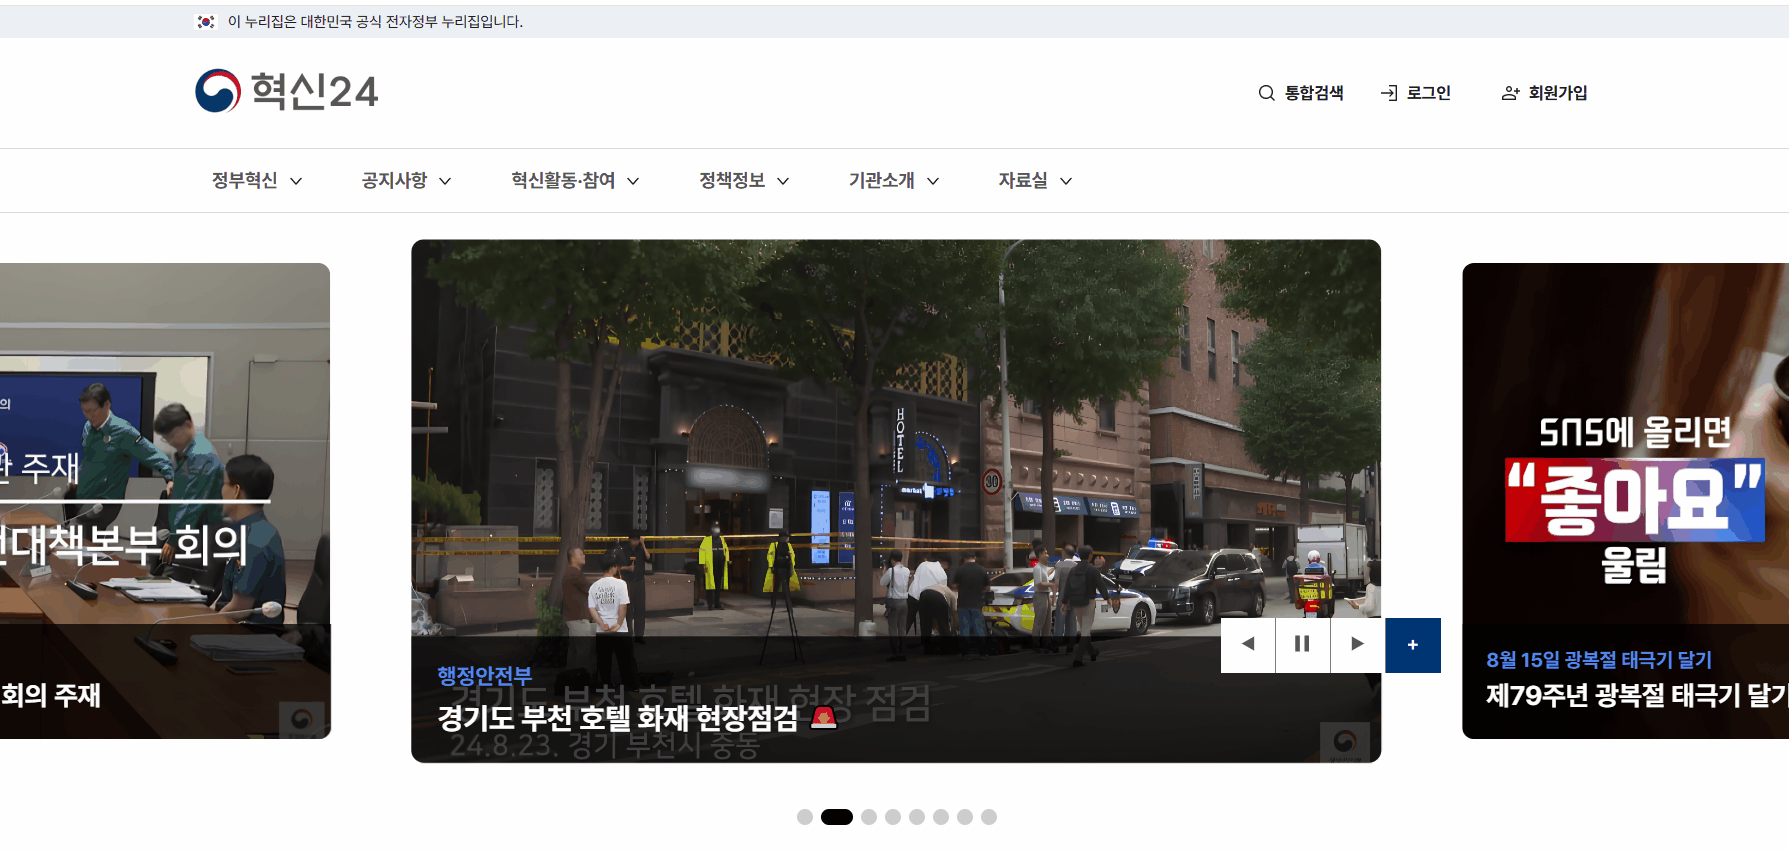 이 누리집은 대한민국 공식 전자정부 누리집입니다.
혁신24
통합검색
로그인
회원가입
정부혁신
공지사항
혁신활동·참여
정책정보
기관소개
자료실
주재
대책본부 회의
회의 주재
HOTEL
HOTEL
30
행정안전부
경기도 부천 호텔 화재 현장 점검
경기도 부천 호텔 화재 현장점검 🚨
24.8.23. 경기 부천시 중동
SNS에 올리면
“좋아요”
울림
8월 15일 광복절 태극기 달기
제79주년 광복절 태극기 달기